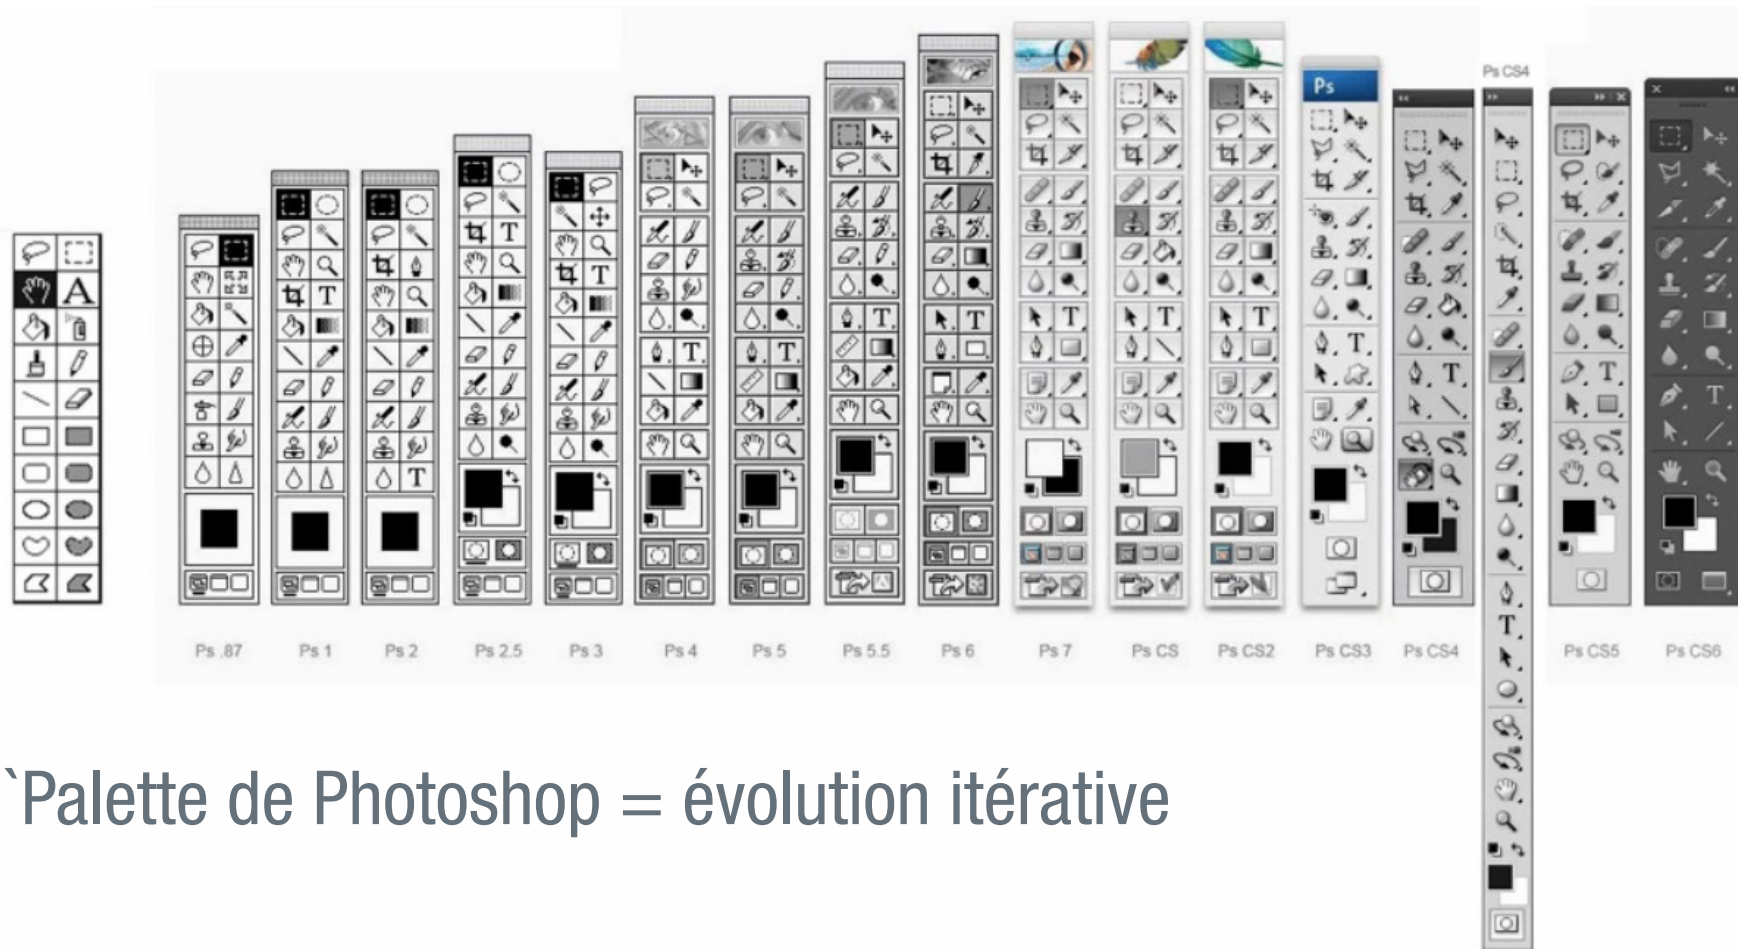 Ps CS4
Ps
Ps .87 Ps 1 Ps 2 Ps 2.5 Ps 3 Ps 4 Ps 5 Ps 5.5 Ps 6 Ps 7 Ps CS Ps CS2 Ps CS3 Ps CS4 Ps CS5 Ps CS6
`Palette de Photoshop = évolution itérative